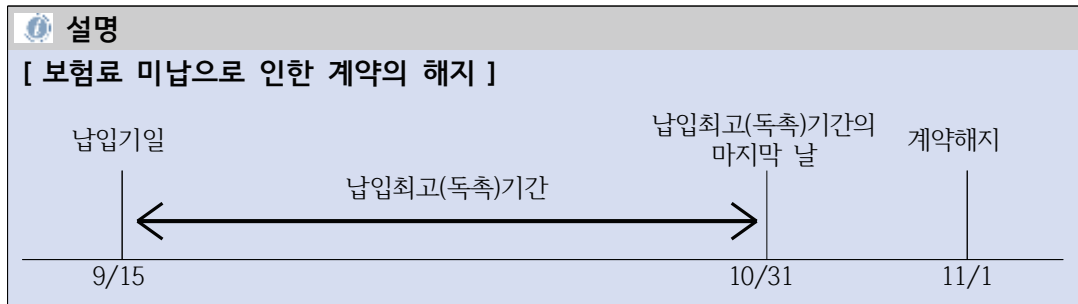 설명
[ 보험료 미납으로 인한 계약의 해지 ]
납입기일
납입최고(독촉)기간의
마지막 날
계약해지
납입최고(독촉)기간
9/15
10/31
11/1